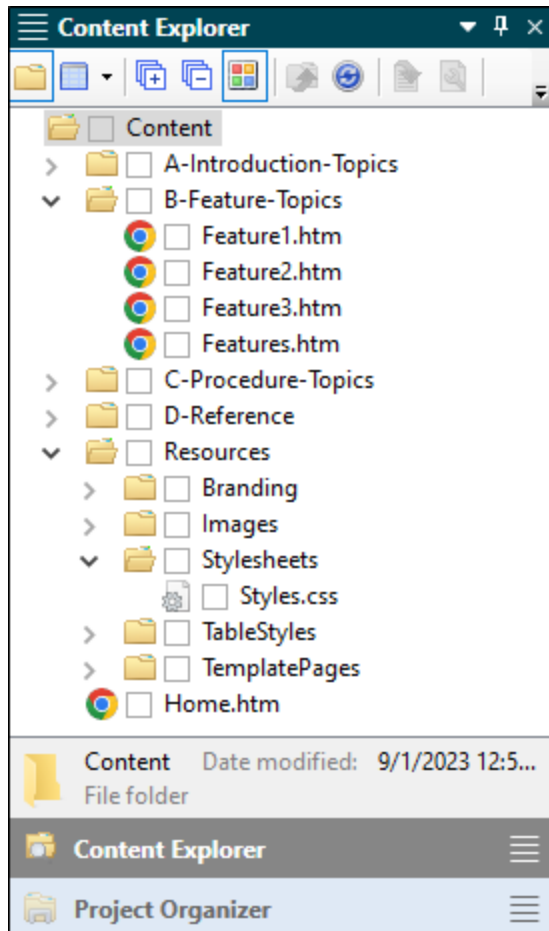 Content Explorer
Content
A-Introduction-Topics
B-Feature-Topics
Feature1.htm
Feature2.htm
Feature3.htm
Features.htm
C-Procedure-Topics
D-Reference
Resources
Branding
Images
Stylesheets
Styles.css
TableStyles
TemplatePages
Home.htm
Content Date modified: 9/1/2023 12:5...
File folder
Content Explorer
Project Organizer